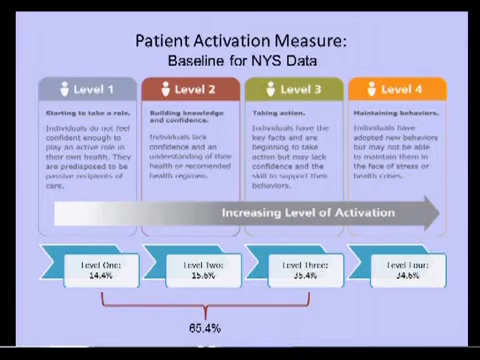 Patient Activation Measure:
Baseline for NYS Data
Level 1
Starting to take a role.
Individuals do not feel
confident enough to
play an active role in
their own health. They
are predisposed to be
passive recipients of
care.
Level 2
Building knowledge
and confidence.
Individuals lack
confidence and an
understanding of their
health or recomended
health regimen.
Level 3
Taking action.
Individuals have the
key facts and are
beginning to take
action but may lack
confidence and the
skill to support their
behaviors.
Level 4
Maintaining behaviors.
Individuals have
adopted new behaviors
but may not be able
to maintain them in
the face of stress or
health crises.
Increasing Level of Activation
Level One:
14.4%
Level Two:
15.6%
Level Three:
35.4%
Level Four:
34.6%
65.4%